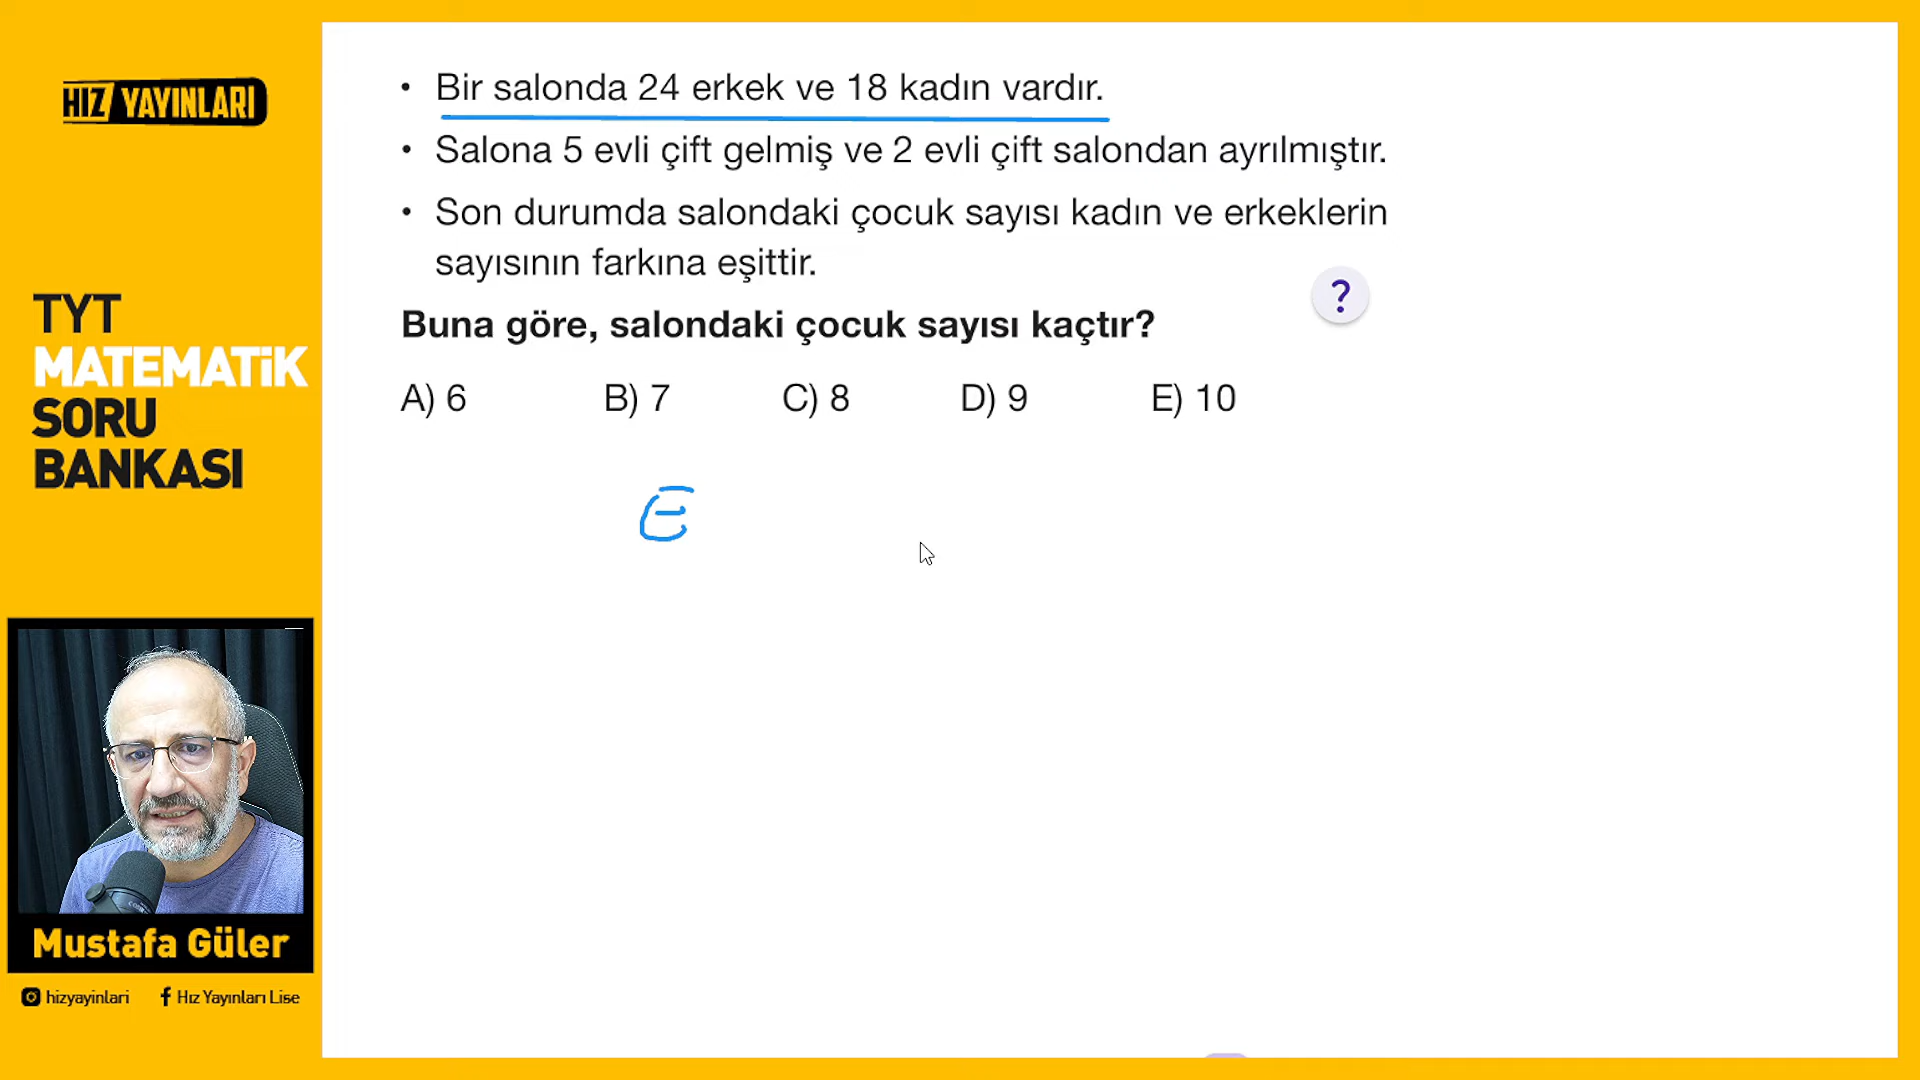 HIZ YAYINLARI
TYT
MATEMATİK
SORU
BANKASI
• Bir salonda 24 erkek ve 18 kadın vardır.
• Salona 5 evli çift gelmiş ve 2 evli çift salondan ayrılmıştır.
• Son durumda salondaki çocuk sayısı kadın ve erkeklerin
sayısının farkına eşittir.
?
Buna göre, salondaki çocuk sayısı kaçtır?
A) 6 B) 7 C) 8 D) 9 E) 10
E
Mustafa Güler
hizyayinlari Hız Yayınları Lise